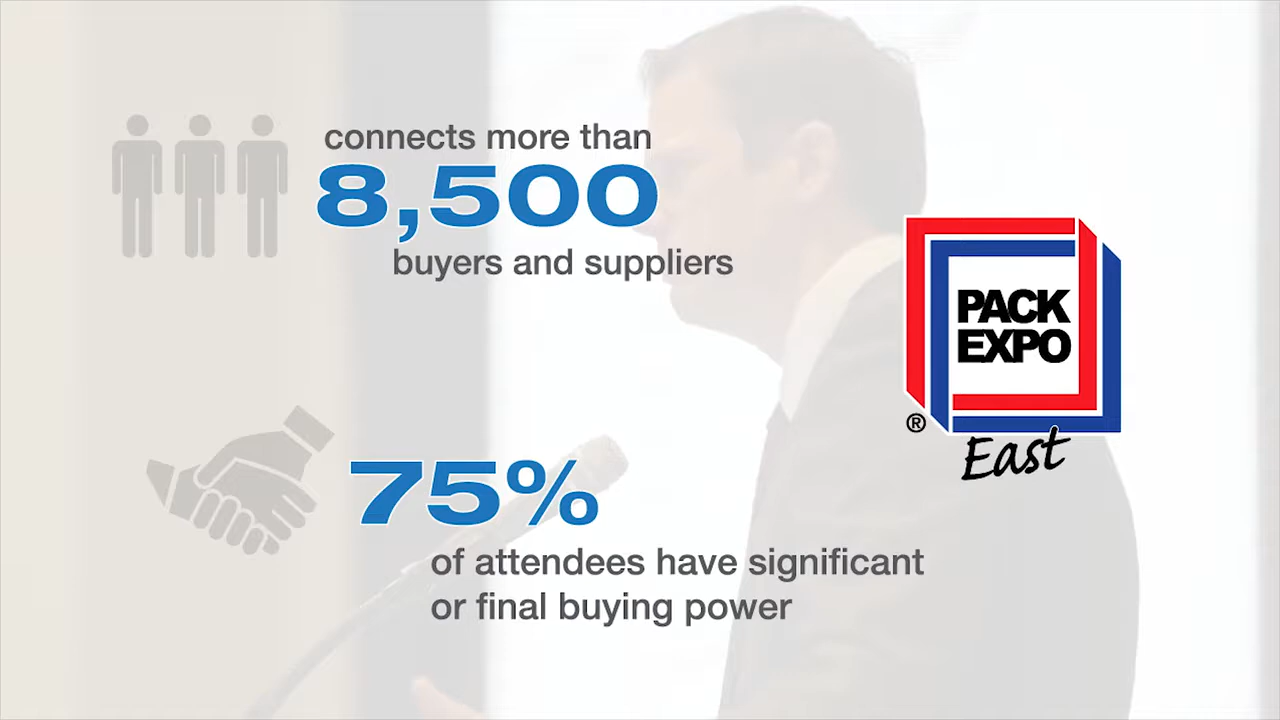 connects more than
8,500
buyers and suppliers
PACK
EXPO
®
East
75%
of attendees have significant
or final buying power